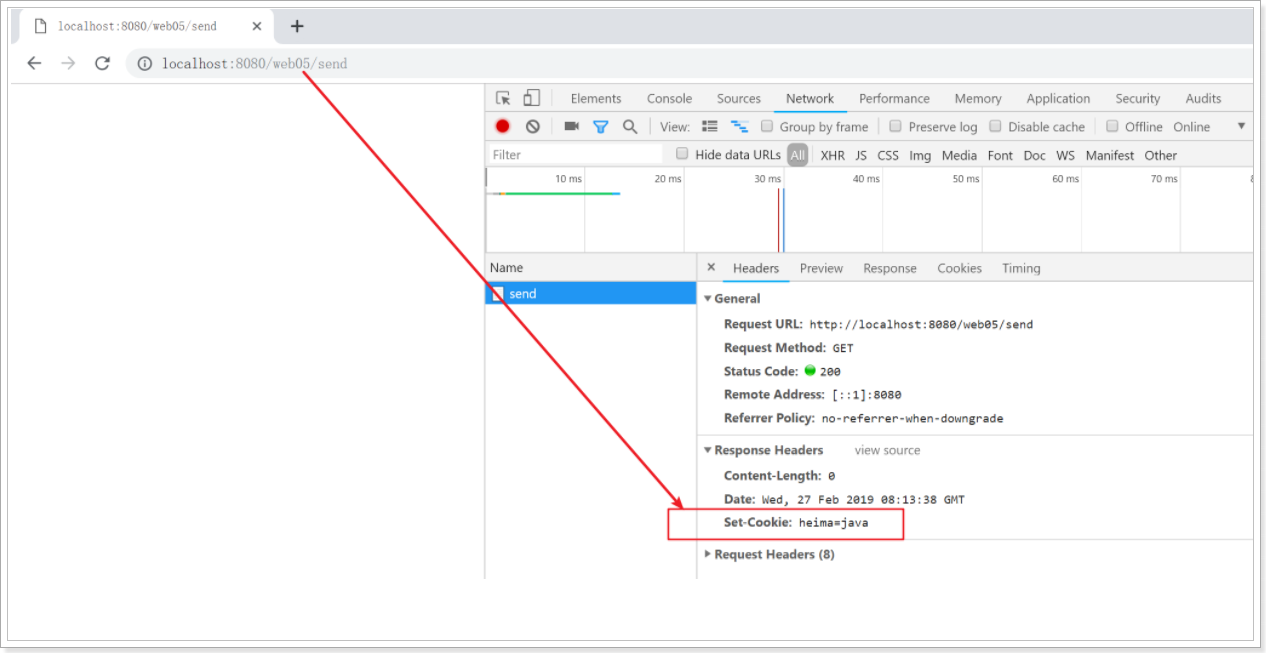 localhost:8080/web05/send
localhost:8080/web05/send
Elements Console Sources Network Performance Memory Application Security Audits
View: Group by frame Preserve log Disable cache Offline Online
Filter Hide data URLs All XHR JS CSS Img Media Font Doc WS Manifest Other
10 ms 20 ms 30 ms 40 ms 50 ms 60 ms 70 ms
Name
send
Headers Preview Response Cookies Timing
General
Request URL: http://localhost:8080/web05/send
Request Method: GET
Status Code: 200
Remote Address: [::1]:8080
Referrer Policy: no-referrer-when-downgrade
Response Headers view source
Content-Length: 0
Date: Wed, 27 Feb 2019 08:13:38 GMT
Set-Cookie: heima=java
Request Headers (8)